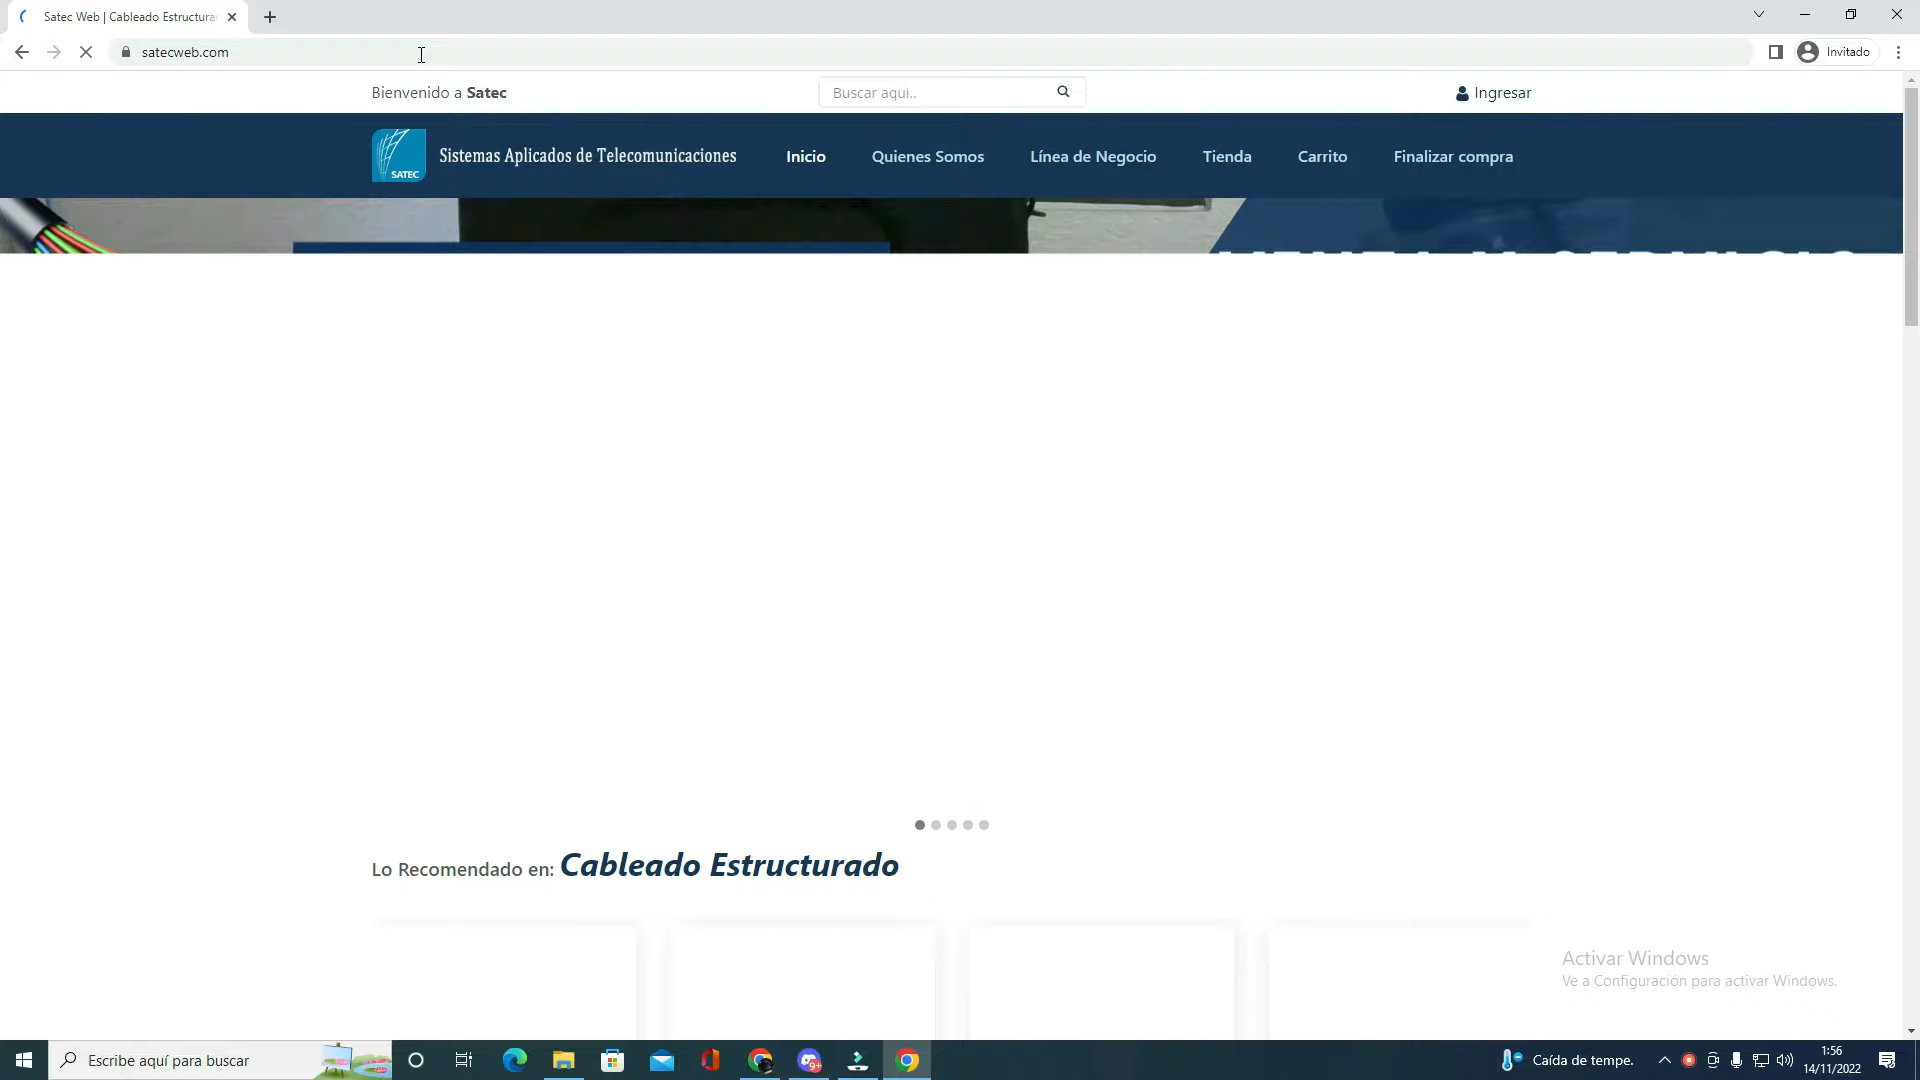 Satec Web | Cableado Estructura
satecweb.com
Invitado
Bienvenido a Satec
Buscar aqui..
Ingresar
SATEC
Sistemas Aplicados de Telecomunicaciones
Inicio
Quienes Somos
Línea de Negocio
Tienda
Carrito
Finalizar compra
Lo Recomendado en: Cableado Estructurado
Activar Windows
Ve a Configuración para activar Windows.
Escribe aquí para buscar
9+
Caída de tempe.
1:56
14/11/2022